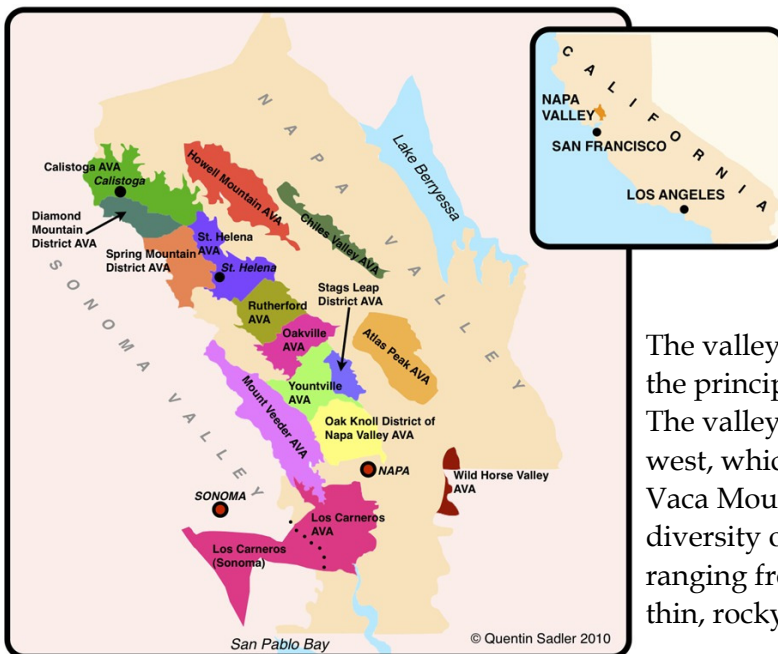 NAPA VALLEY
Lake Berryessa
Calistoga AVA
Calistoga
Howell Mountain AVA
Diamond
Mountain
District AVA
Chiles Valley AVA
St. Helena
AVA
St. Helena
Spring Mountain
District AVA
Stags Leap
District AVA
Rutherford
AVA
Oakville
AVA
Atlas Peak AVA
SONOMA VALLEY
Yountville
AVA
Mount Veeder AVA
Oak Knoll District of
Napa Valley AVA
NAPA
Wild Horse Valley
AVA
SONOMA
Los Carneros
AVA
Los Carneros
(Sonoma)
San Pablo Bay
© Quentin Sadler 2010
CALIFORNIA
NAPA
VALLEY
SAN FRANCISCO
LOS ANGELES
The valley
the princip
The valley
west, whic
Vaca Mou
diversity o
ranging fro
thin, rocky